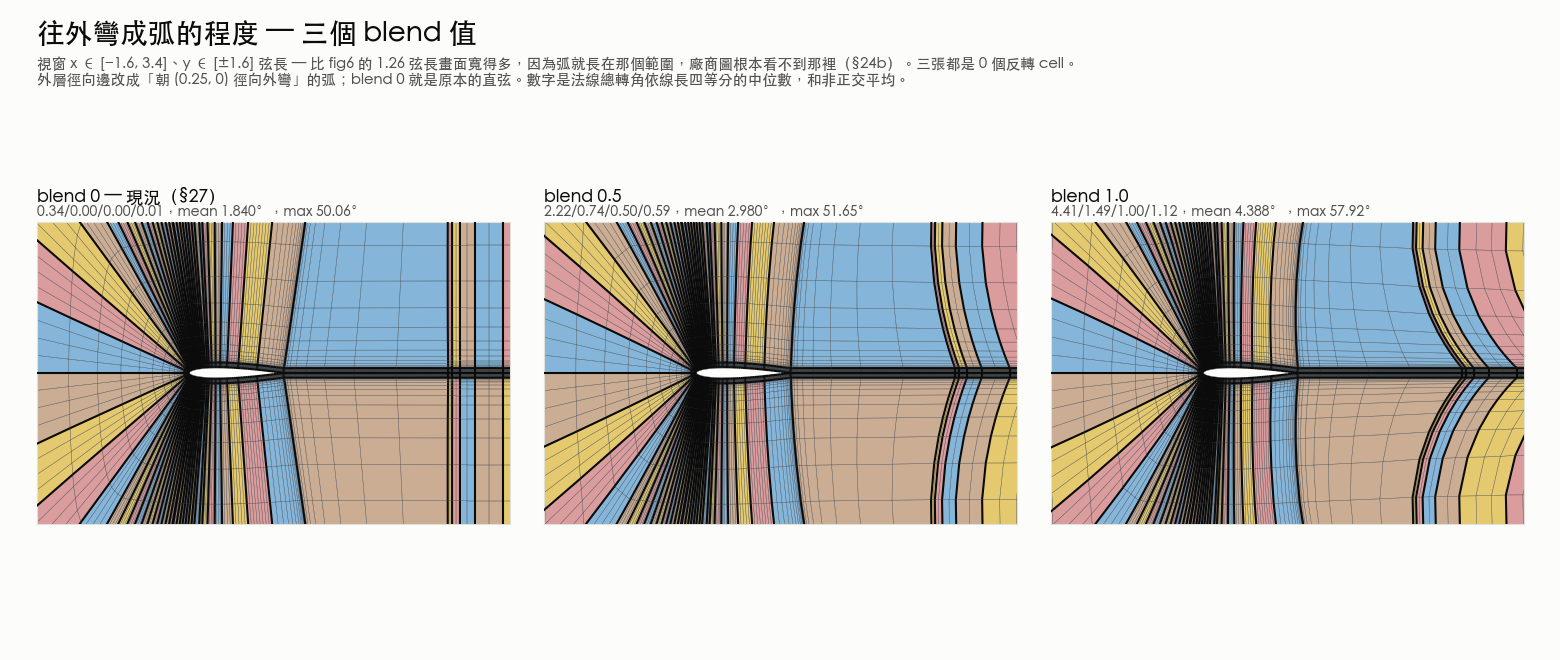 往外彎成弧的程度 — 三個 blend 值
視窗 x ∈ [−1.6, 3.4]、y ∈ [±1.6] 弦長 — 比 fig6 的 1.26 弦長畫面寬得多，因為弧就長在那個範圍，廠商圖根本看不到那裡（§24b）。三張都是 0 個反轉 cell。
外層徑向邊改成「朝 (0.25, 0) 徑向外彎」的弧；blend 0 就是原本的直弦。數字是法線總轉角依線長四等分的中位數，和非正交平均。
blend 0 — 現況（§27）
0.34/0.00/0.00/0.01，mean 1.840°，max 50.06°
blend 0.5
2.22/0.74/0.50/0.59，mean 2.980°，max 51.65°
blend 1.0
4.41/1.49/1.00/1.12，mean 4.388°，max 57.92°